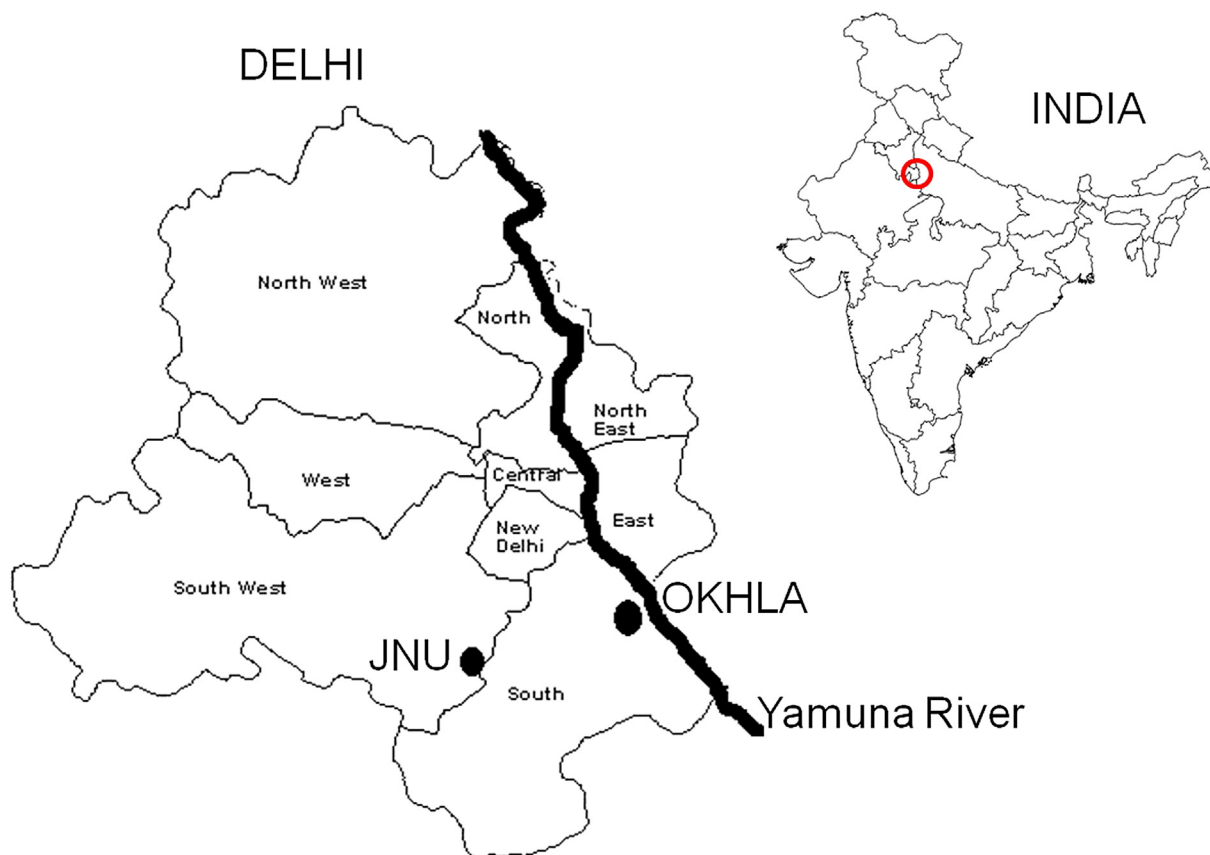 DELHI
INDIA
North West
North
North
East
West
Central
New
Delhi
East
South West
OKHLA
JNU
South
Yamuna River